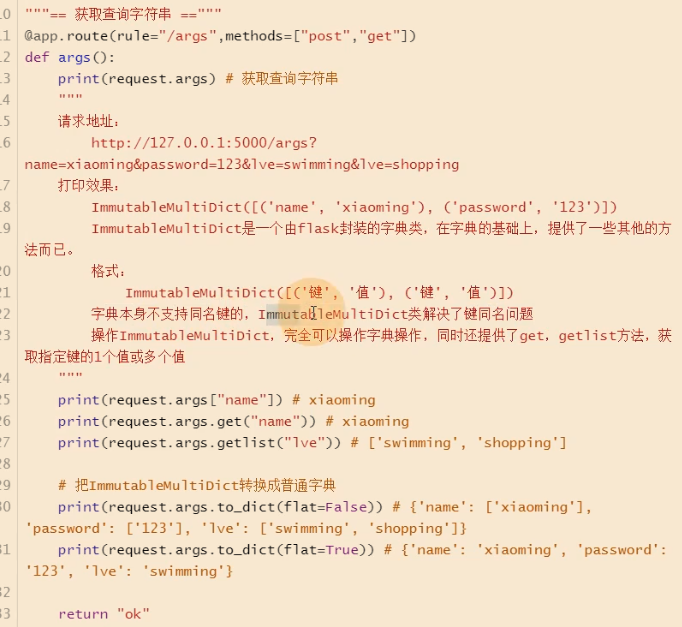 10 """== 获取查询字符串 =="""
11 @app.route(rule="/args",methods=["post","get"])
12 def args():
13     print(request.args) # 获取查询字符串
14     """
15     请求地址：
16         http://127.0.0.1:5000/args?
name=xiaoming&password=123&lve=swimming&lve=shopping
17     打印效果：
18         ImmutableMultiDict([('name', 'xiaoming'), ('password', '123')])
19         ImmutableMultiDict是一个由flask封装的字典类，在字典的基础上，提供了一些其他的方
法而已。
20         格式：
21             ImmutableMultiDict([('键', '值'), ('键', '值')])
22         字典本身不支持同名键的，ImmutableMultiDict类解决了键同名问题
23         操作ImmutableMultiDict，完全可以操作字典操作，同时还提供了get，getlist方法，获
取指定键的1个值或多个值
24     """
25     print(request.args["name"]) # xiaoming
26     print(request.args.get("name")) # xiaoming
27     print(request.args.getlist("lve")) # ['swimming', 'shopping']
28
29     # 把ImmutableMultiDict转换成普通字典
30     print(request.args.to_dict(flat=False)) # {'name': ['xiaoming'],
'password': ['123'], 'lve': ['swimming', 'shopping']}
31     print(request.args.to_dict(flat=True)) # {'name': 'xiaoming', 'password':
'123', 'lve': 'swimming'}
32
33     return "ok"